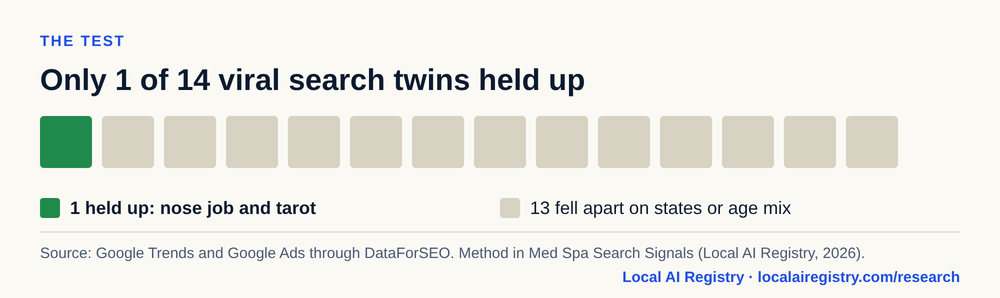 THE TEST
Only 1 of 14 viral search twins held up
1 held up: nose job and tarot
13 fell apart on states or age mix
Source: Google Trends and Google Ads through DataForSEO. Method in Med Spa Search Signals (Local AI Registry, 2026).
Local AI Registry · localairegistry.com/research